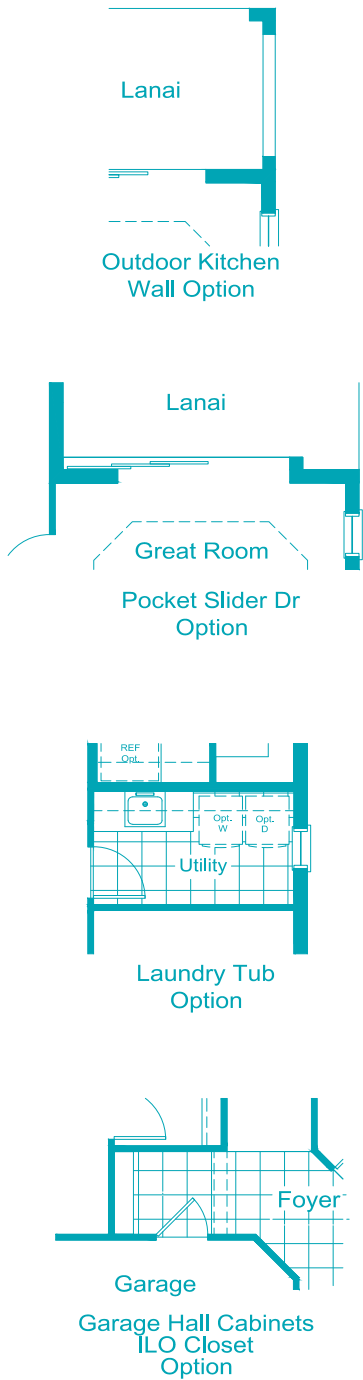 Lanai
Outdoor Kitchen
Wall Option
Lanai
Great Room
Pocket Slider Dr
Option
REF
Opt.
Opt.
W
Opt.
D
Utility
Laundry Tub
Option
Foyer
Garage
Garage Hall Cabinets
ILO Closet
Option